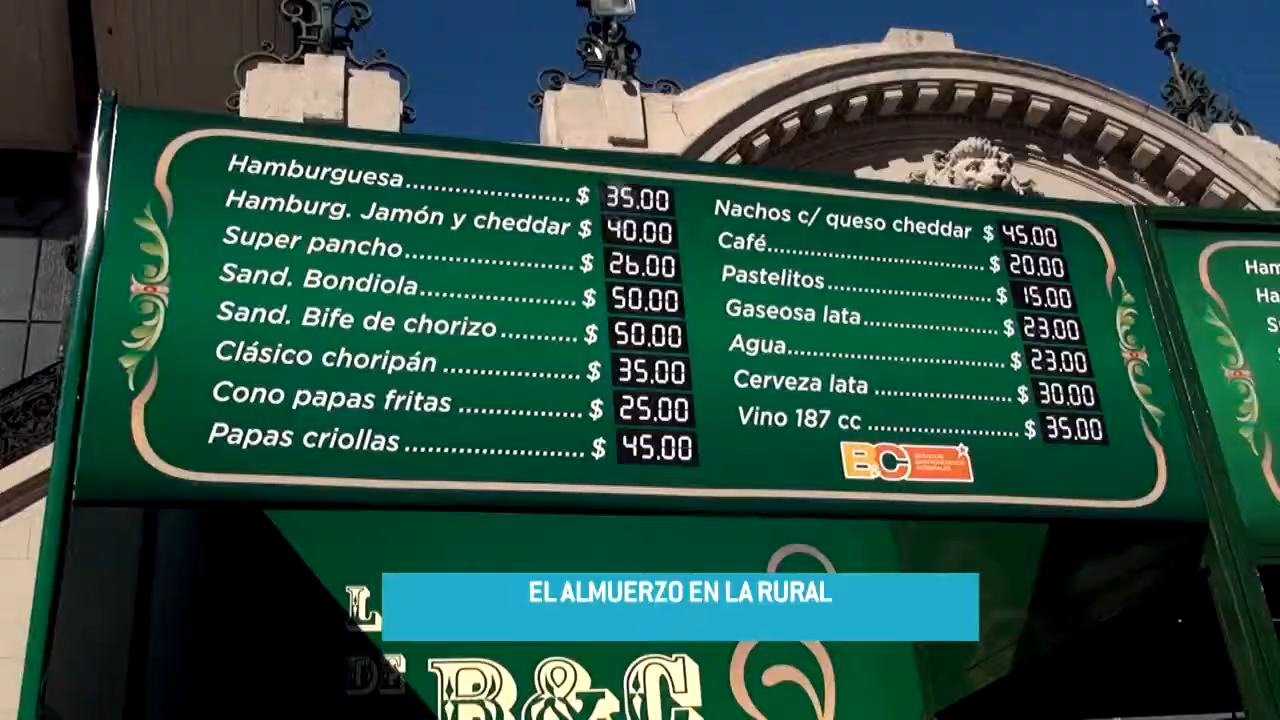 Hamburguesa........................... $ 35.00
Hamburg. Jamón y cheddar $ 40.00
Super pancho........................... $ 26.00
Sand. Bondiola........................ $ 50.00
Sand. Bife de chorizo........... $ 50.00
Clásico choripán .................... $ 35.00
Cono papas fritas .................. $ 25.00
Papas criollas........................... $ 45.00
Nachos c/ queso cheddar $ 45.00
Café................................... $ 20.00
Pastelitos.......................... $ 15.00
Gaseosa lata...................... $ 23.00
Agua................................... $ 23.00
Cerveza lata ...................... $ 30.00
Vino 187 cc ........................ $ 35.00
B&C
Ham
Ha
S
EL ALMUERZO EN LA RURAL
L
DE B&C